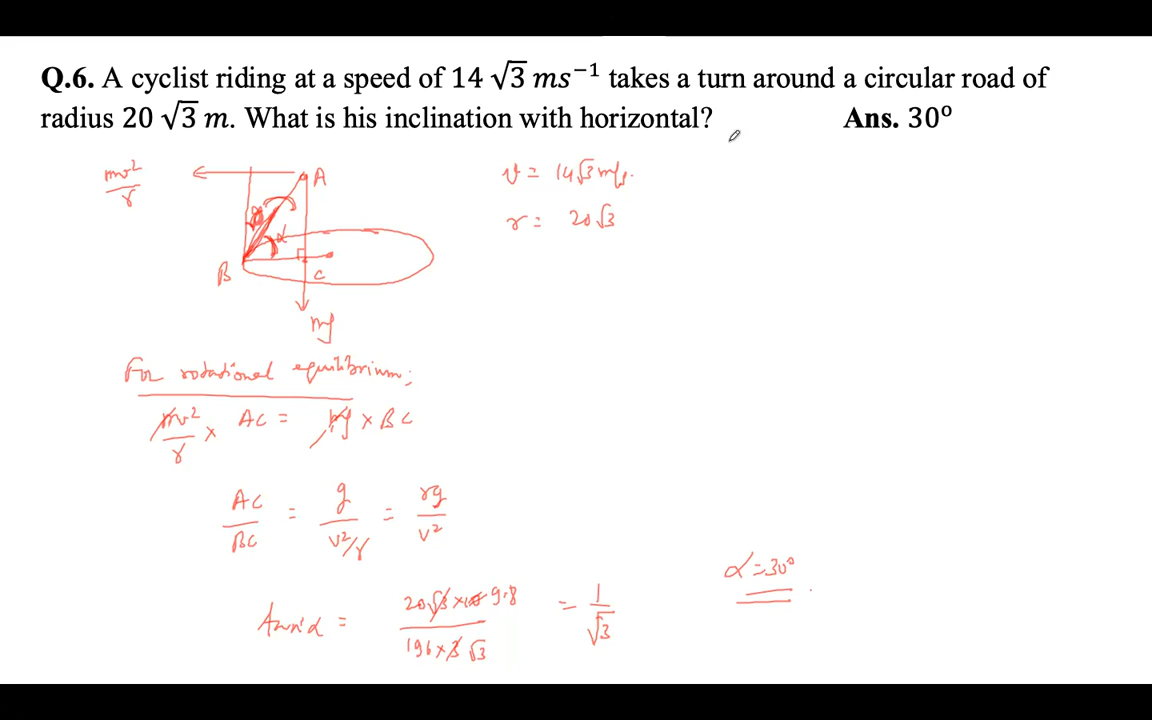 Q.6. A cyclist riding at a speed of 14 √3 ms⁻¹ takes a turn around a circular road of
radius 20 √3 m. What is his inclination with horizontal? Ans. 30°
mv²/r
A
v = 14√3 m/s.
r = 20√3
θ
α
B
C
mg
For rotational equilibrium;
mv²/r × AC = mg × BC
AC/BC = g/(v²/r) = rg/v²
= 20√3 × 10 9.8 / 196 × 3 √3 = 1/√3
α = 30°